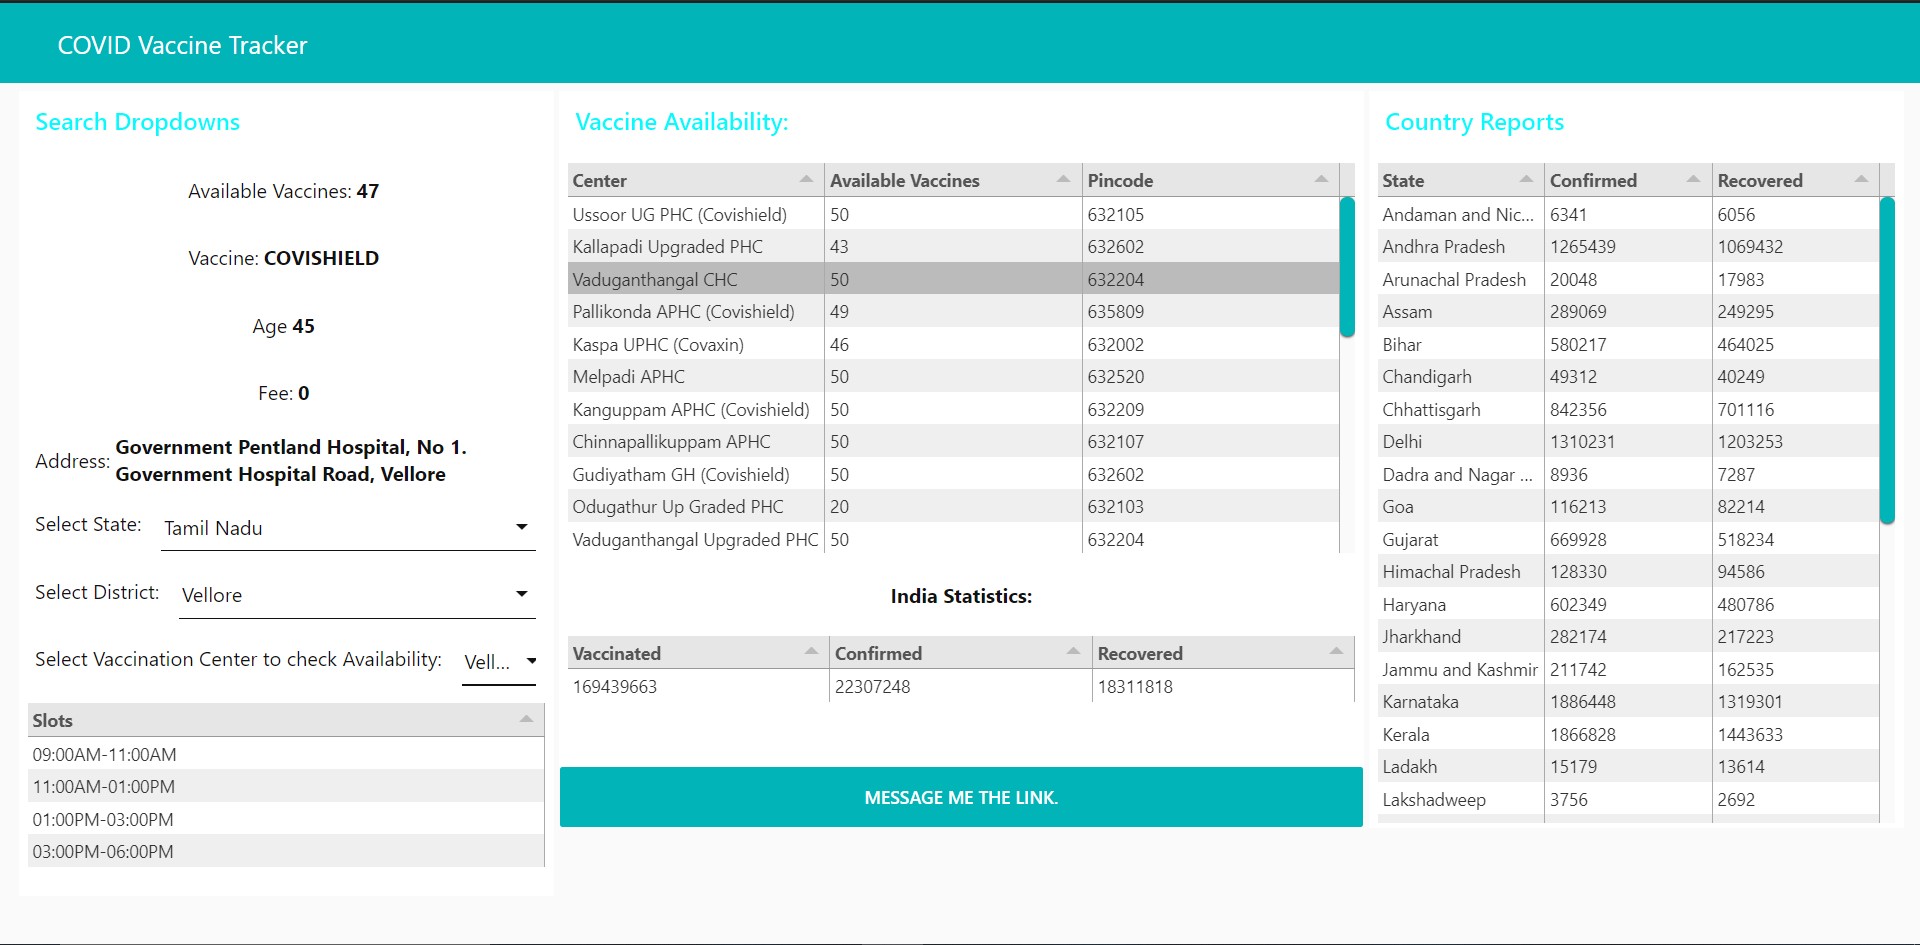 COVID Vaccine Tracker
Search Dropdowns
Available Vaccines: 47
Vaccine: COVISHIELD
Age 45
Fee: 0
Address: Government Pentland Hospital, No 1.
Government Hospital Road, Vellore
Select State: Tamil Nadu
Select District: Vellore
Select Vaccination Center to check Availability: Vell...
Slots
09:00AM-11:00AM
11:00AM-01:00PM
01:00PM-03:00PM
03:00PM-06:00PM
Vaccine Availability:
Center Available Vaccines Pincode
Ussoor UG PHC (Covishield) 50 632105
Kallapadi Upgraded PHC 43 632602
Vaduganthangal CHC 50 632204
Pallikonda APHC (Covishield) 49 635809
Kaspa UPHC (Covaxin) 46 632002
Melpadi APHC 50 632520
Kanguppam APHC (Covishield) 50 632209
Chinnapallikuppam APHC 50 632107
Gudiyatham GH (Covishield) 50 632602
Odugathur Up Graded PHC 20 632103
Vaduganthangal Upgraded PHC 50 632204
India Statistics:
Vaccinated Confirmed Recovered
169439663 22307248 18311818
MESSAGE ME THE LINK.
Country Reports
State Confirmed Recovered
Andaman and Nic... 6341 6056
Andhra Pradesh 1265439 1069432
Arunachal Pradesh 20048 17983
Assam 289069 249295
Bihar 580217 464025
Chandigarh 49312 40249
Chhattisgarh 842356 701116
Delhi 1310231 1203253
Dadra and Nagar ... 8936 7287
Goa 116213 82214
Gujarat 669928 518234
Himachal Pradesh 128330 94586
Haryana 602349 480786
Jharkhand 282174 217223
Jammu and Kashmir 211742 162535
Karnataka 1886448 1319301
Kerala 1866828 1443633
Ladakh 15179 13614
Lakshadweep 3756 2692